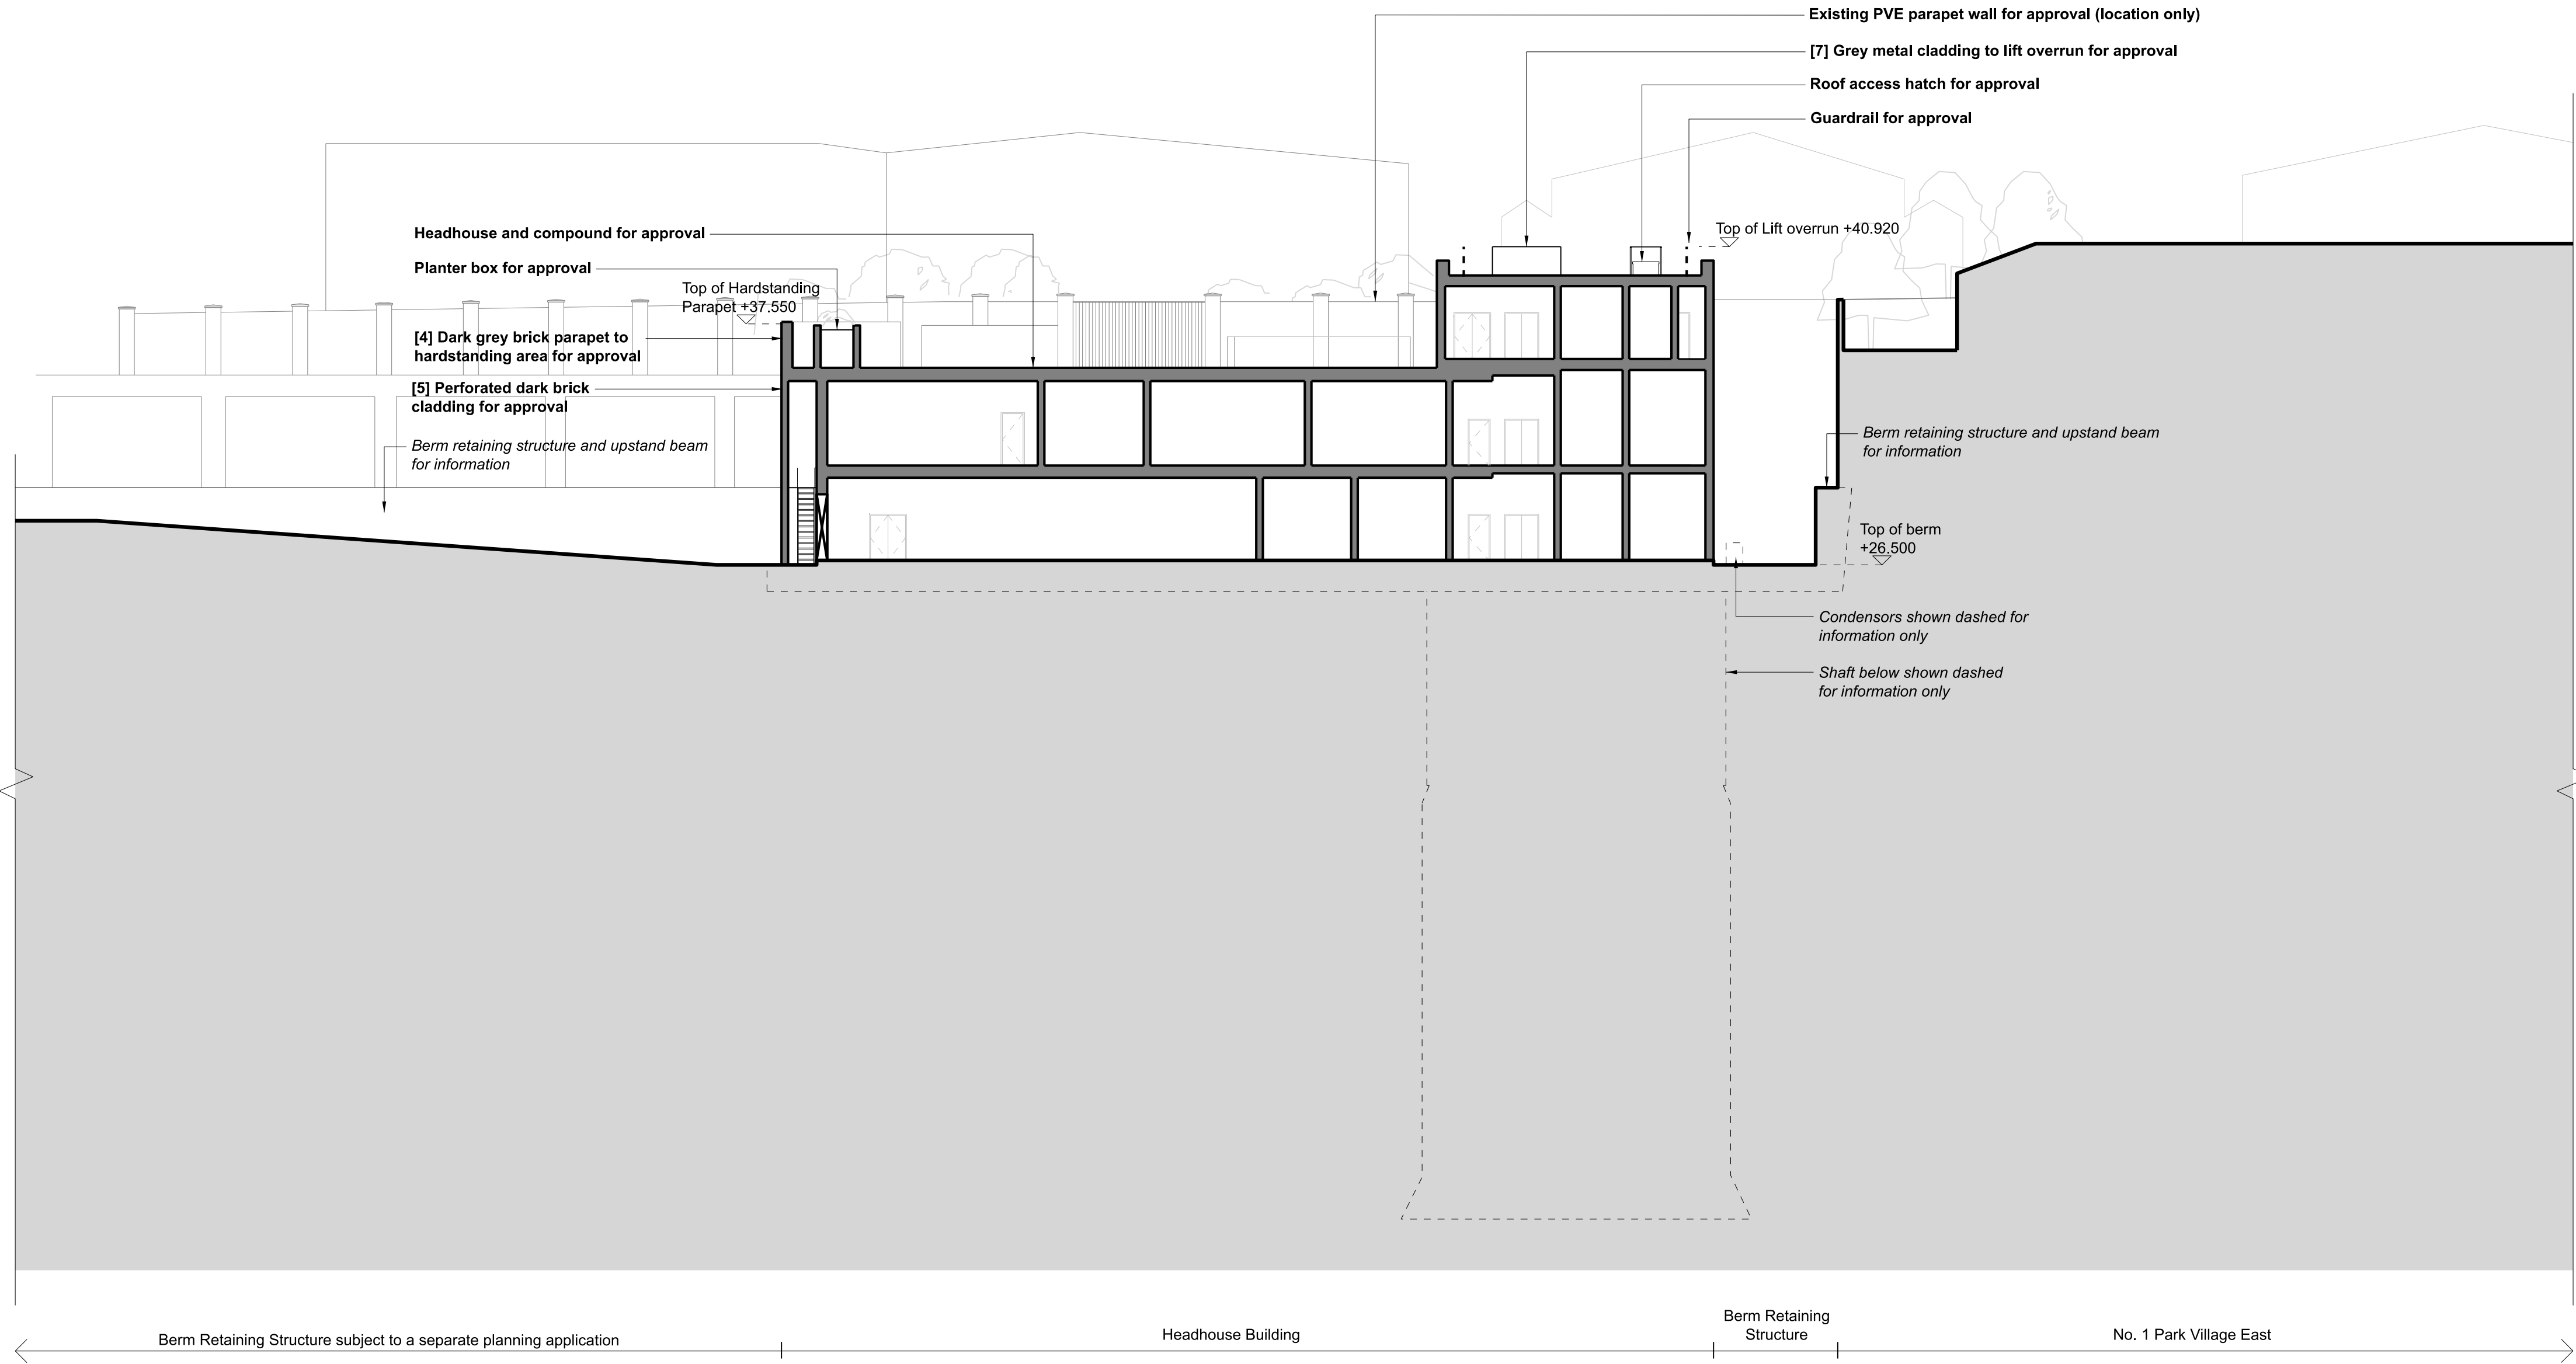 Existing PVE parapet wall for approval (location only)
[7] Grey metal cladding to lift overrun for approval
Roof access hatch for approval
Guardrail for approval
Top of Lift overrun +40.920
Headhouse and compound for approval
Planter box for approval
Top of Hardstanding
Parapet +37.550
[4] Dark grey brick parapet to
hardstanding area for approval
[5] Perforated dark brick
cladding for approval
Berm retaining structure and upstand beam
for information
Berm retaining structure and upstand beam
for information
Top of berm
+26.500
Condensors shown dashed for
information only
Shaft below shown dashed
for information only
Berm Retaining Structure subject to a separate planning application
Headhouse Building
Berm Retaining
Structure
No. 1 Park Village East